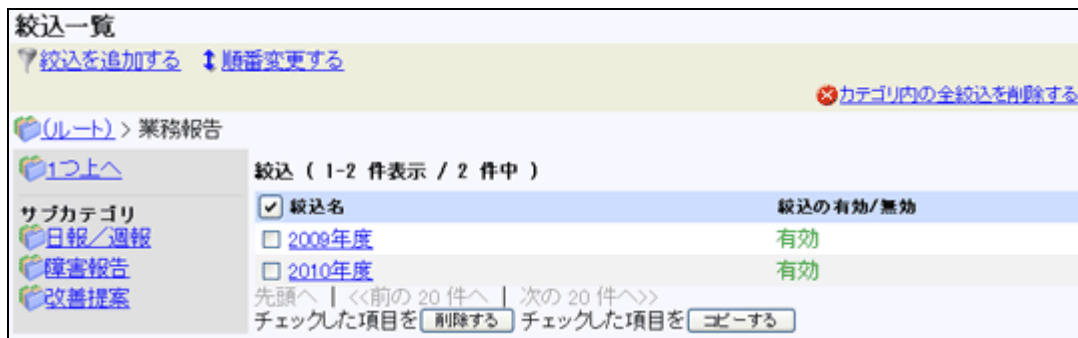 絞込一覧
絞込を追加する 順番変更する
カテゴリ内の全絞込を削除する
(ルート) > 業務報告
1つ上へ
サブカテゴリ
日報/週報
障害報告
改善提案
絞込 ( 1-2 件表示 / 2 件中 )
絞込名 絞込の有効/無効
2009年度 有効
2010年度 有効
先頭へ | <<前の 20 件へ | 次の 20 件へ>>
チェックした項目を 削除する チェックした項目を コピーする